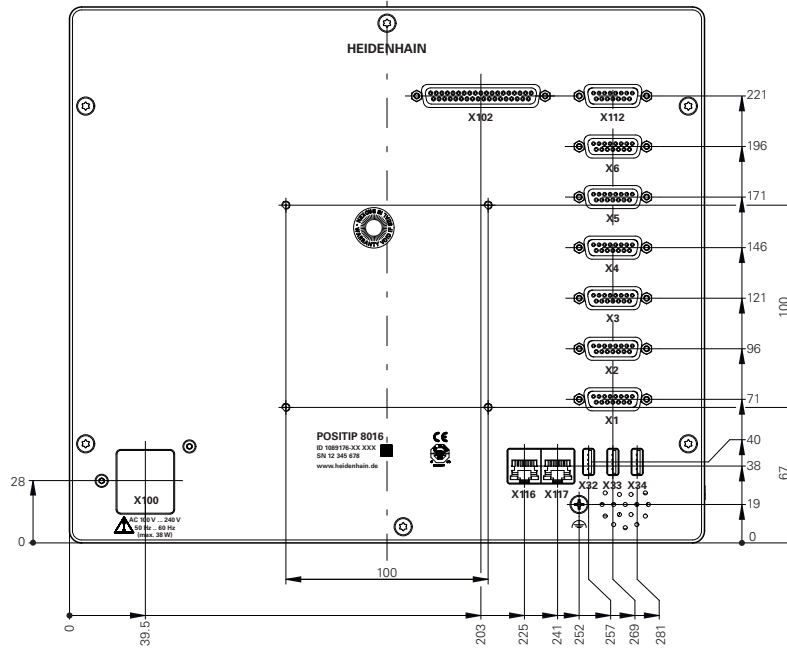 HEIDENHAIN
X102
X112
221
X6
196
X5
171
X4
146
X3
121
100
X2
96
X1
71
POSITIP 8016
ID 1089176-XX XXX
SN 12 345 678
www.heidenhain.de
CE
40
38
67
28
X100
X116
X117
X32
X33
X34
19
AC 100 V ... 240 V
50 Hz ... 60 Hz
(max. 38 W)
0
0
100
0
39.5
203
225
241
252
257
269
281